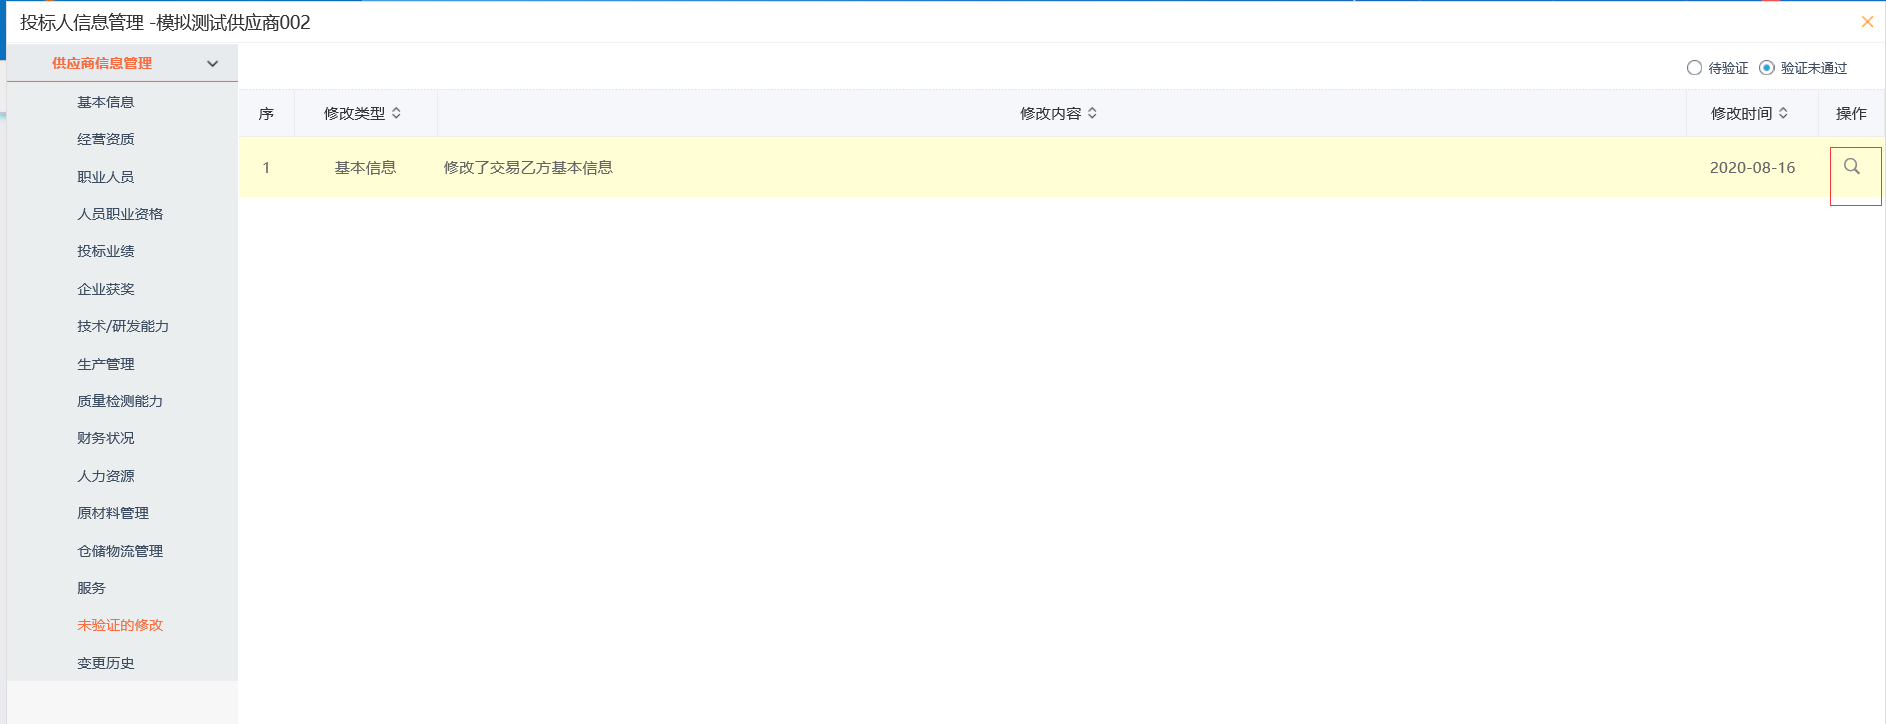 投标人信息管理 -模拟测试供应商002
供应商信息管理
基本信息
经营资质
职业人员
人员职业资格
投标业绩
企业获奖
技术/研发能力
生产管理
质量检测能力
财务状况
人力资源
原材料管理
仓储物流管理
服务
未验证的修改
变更历史
待验证 验证未通过
序 修改类型 修改内容 修改时间 操作
1 基本信息 修改了交易乙方基本信息 2020-08-16